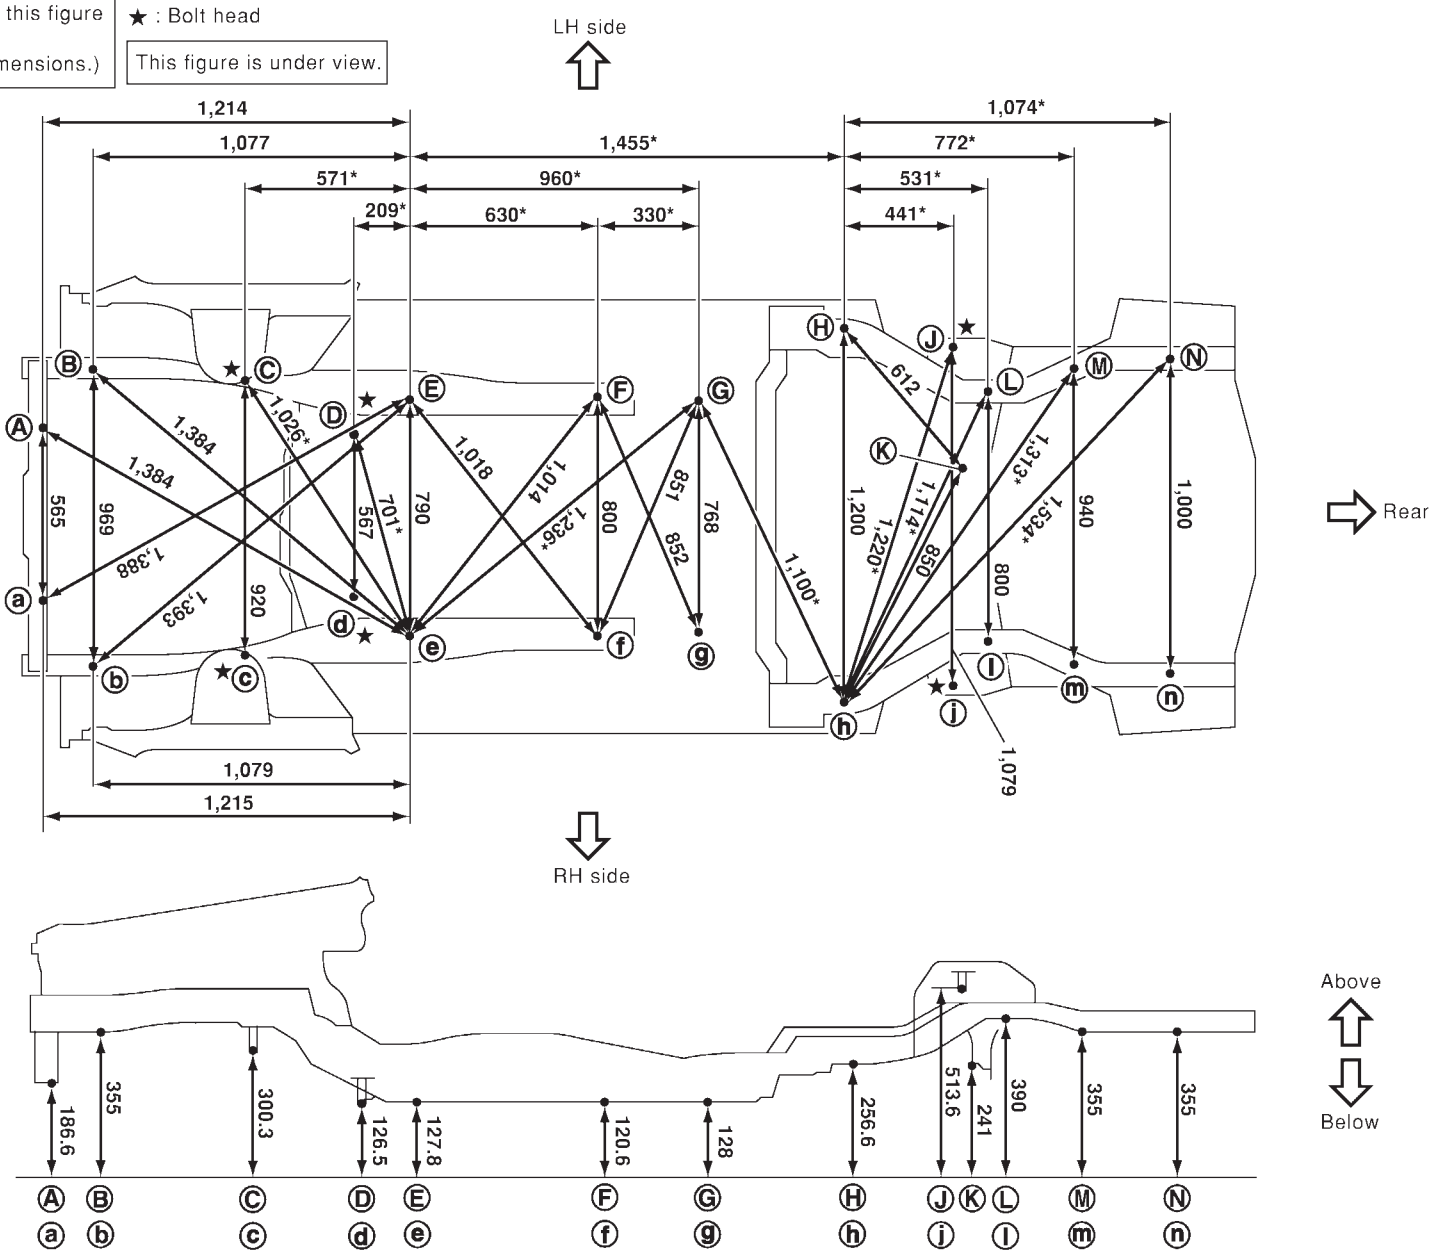 this figure
mensions.)
★ : Bolt head
This figure is under view.
LH side
1,214
1,074*
1,077
1,455*
772*
571*
960*
531*
209*
630*
330*
441*
H
J
B
C
L
M
N
E
F
G
D
612
A
K
1,384
1,384
1,026*
1,018
1,014
851
1,313*
565
969
567
701*
790
1,236*
800
852
768
1,200
1,220*
1,114*
850
1,534*
940
1,000
Rear
1,388
1,393
920
1,100*
800
a
b
c
d
e
f
g
h
j
l
m
n
1,079
1,079
1,215
RH side
Above
Below
186.6
355
300.3
126.5
127.8
120.6
128
256.6
513.6
241
390
355
355
A B C D E F G H J K L M N
a b c d e f g h j l m n